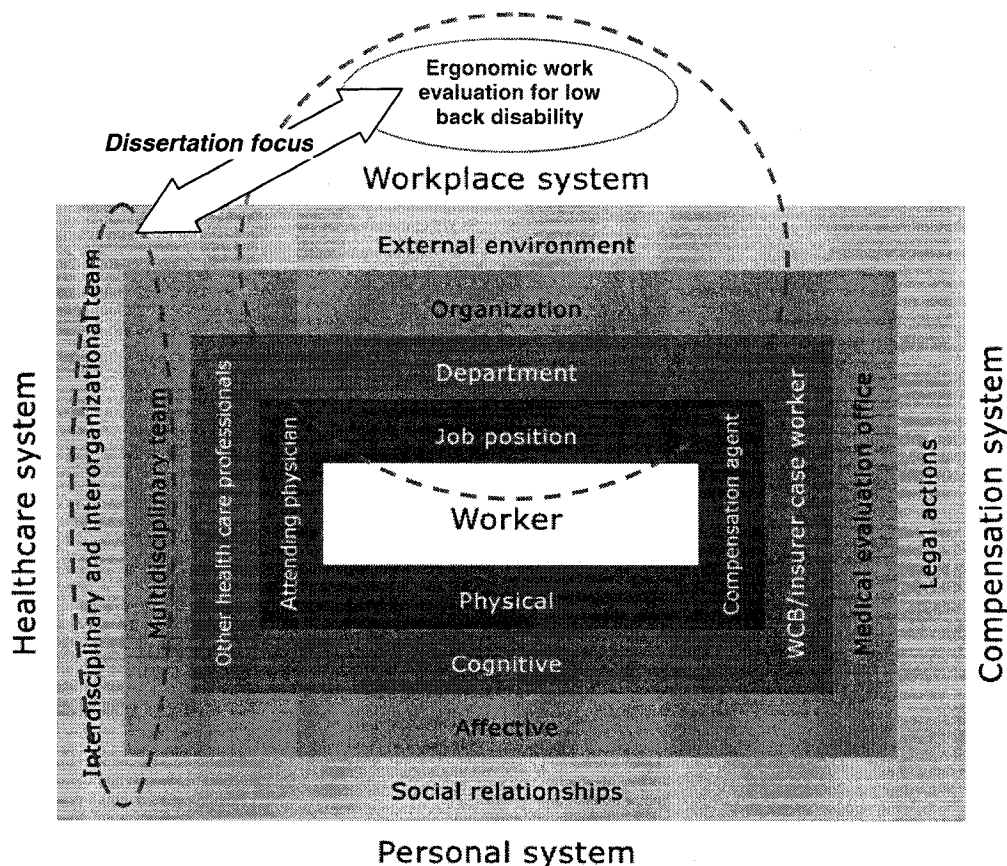 Ergonomic work
evaluation for low
back disability
Dissertation focus
Workplace system
External environment
Organization
Department
Job position
Worker
Physical
Cognitive
Affective
Social relationships
Personal system
Healthcare system
Interdisciplinary and interorganizational team
Multidisciplinary team
Other health care professionals
Attending physician
Compensation agent
WCB/insurer case worker
Medical evaluation office
Legal actions
Compensation system